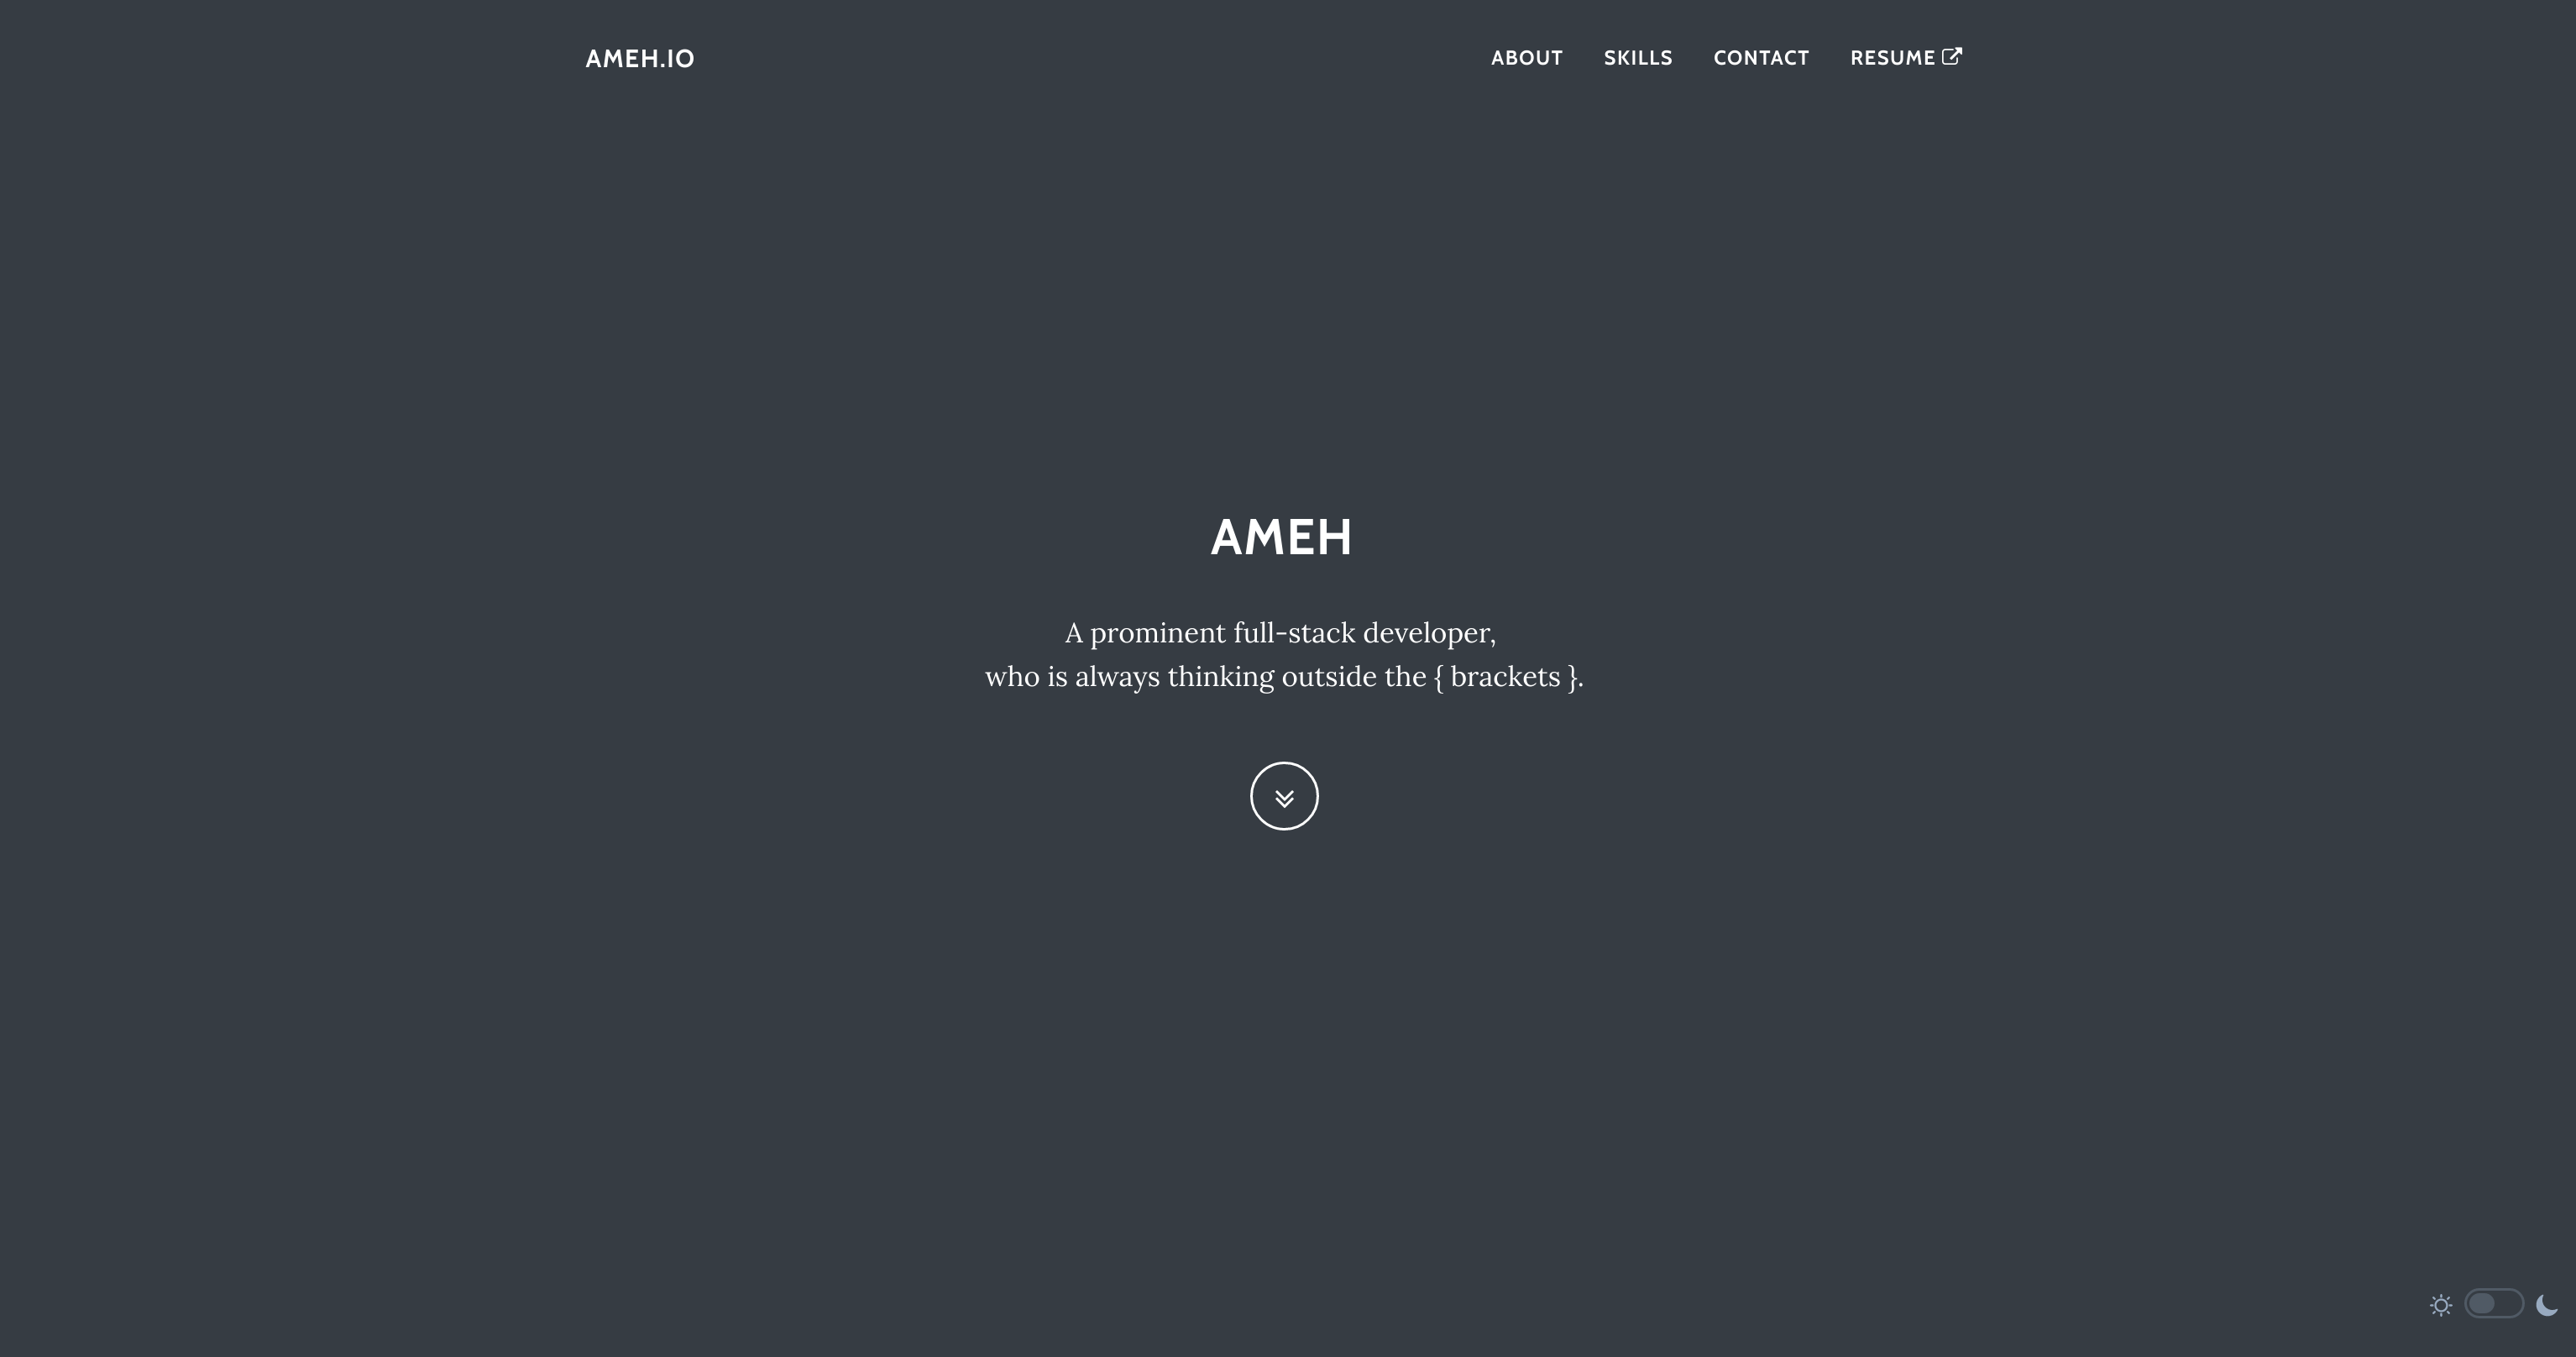 AMEH.IO
ABOUT SKILLS CONTACT RESUME
AMEH
A prominent full-stack developer,
who is always thinking outside the { brackets }.